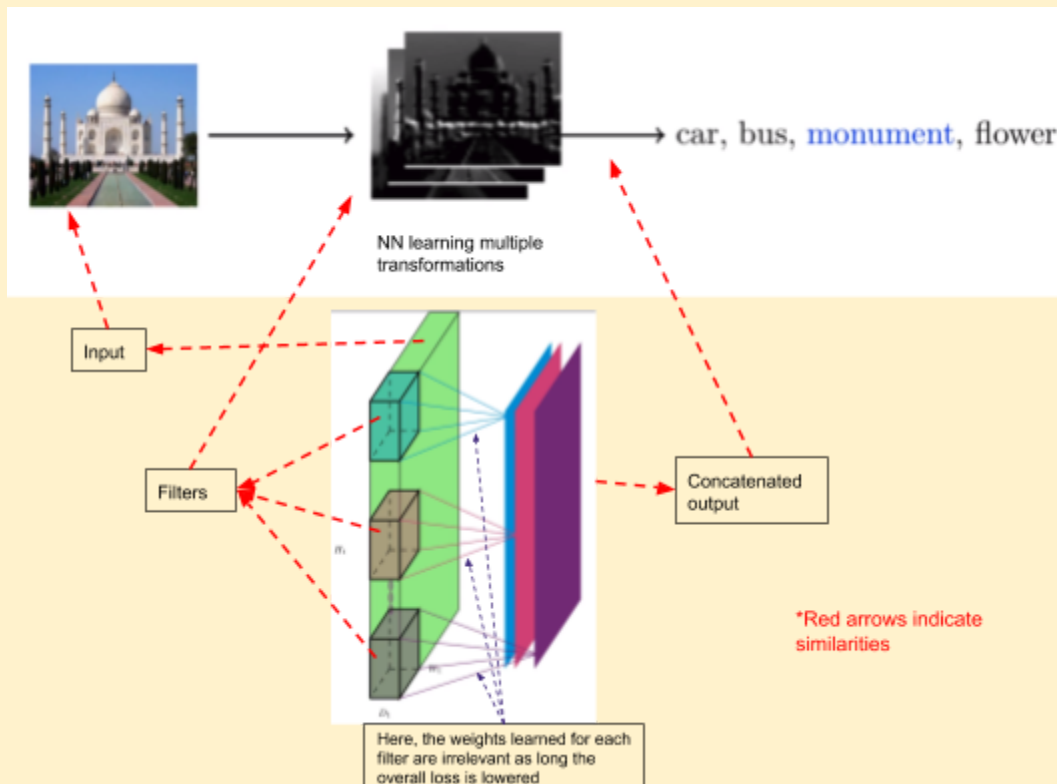 car, bus, monument, flower
NN learning multiple
transformations
Input
Filters
Concatenated
output
*Red arrows indicate
similarities
Here, the weights learned for each
filter are irrelevant as long the
overall loss is lowered